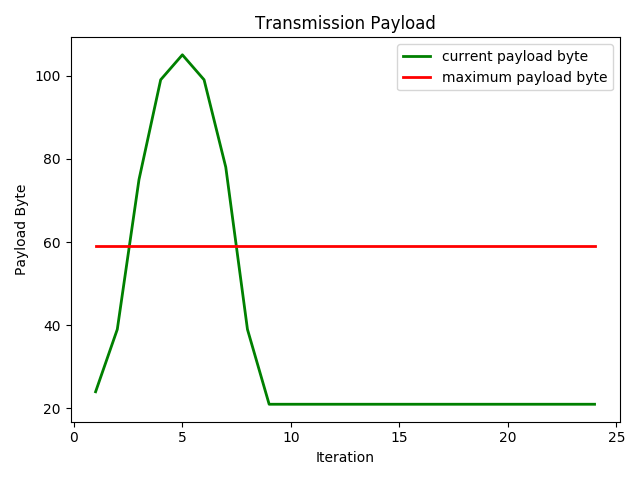 Transmission Payload
current payload byte
maximum payload byte
100
80
60
40
20
Payload Byte
0
5
10
15
20
25
Iteration